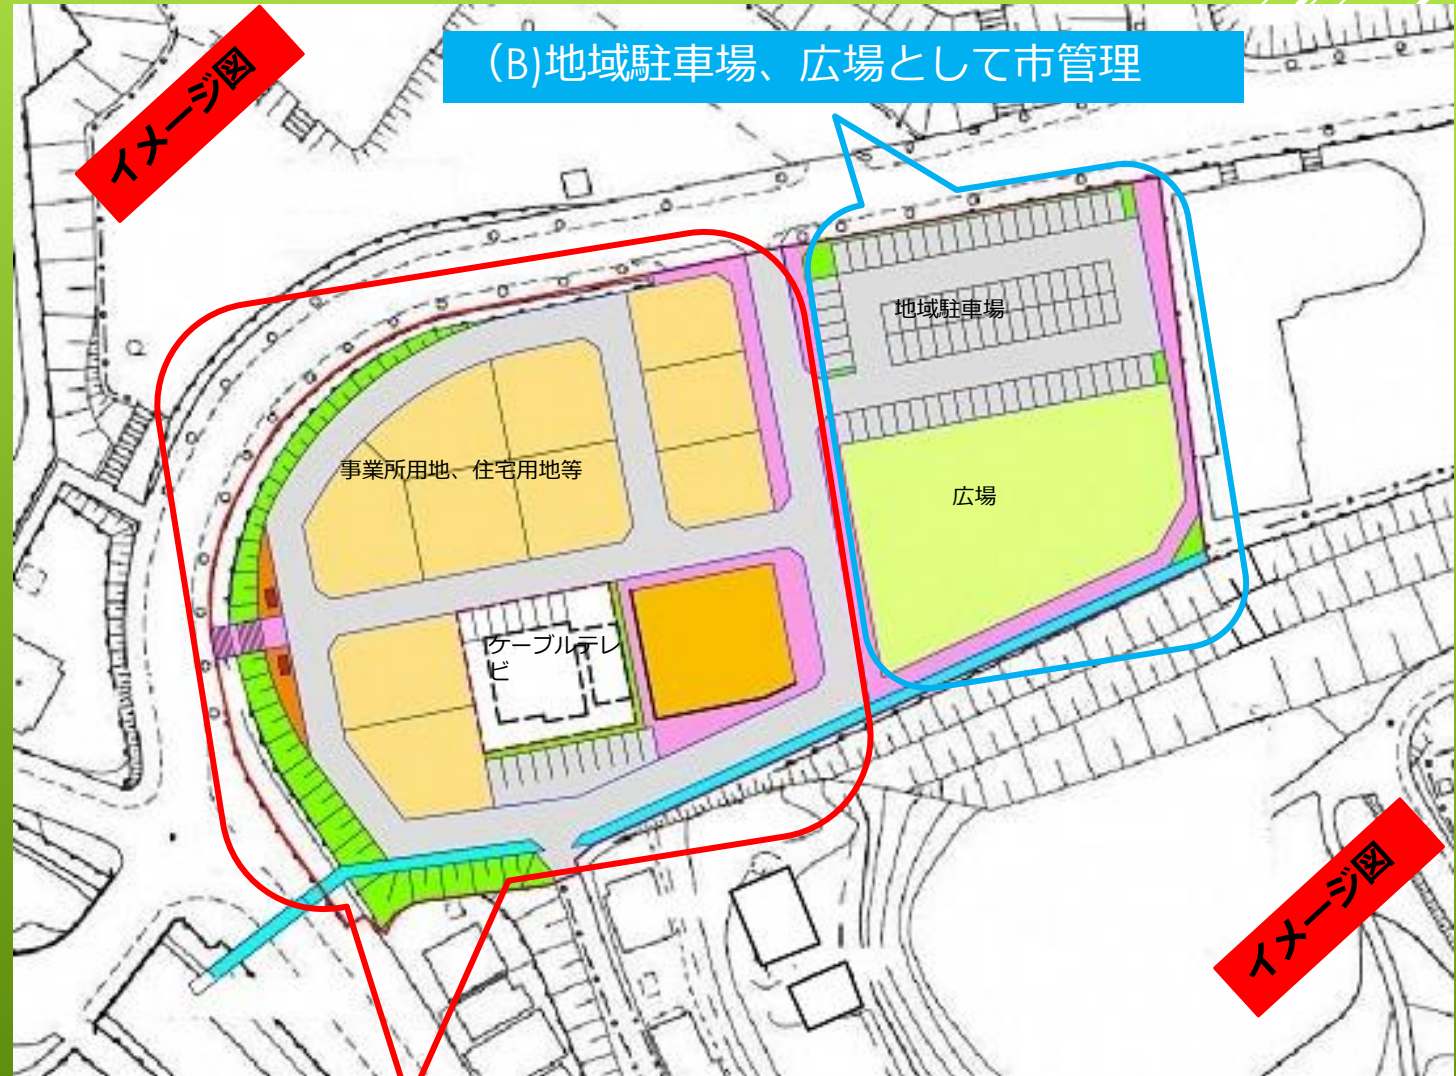 イメージ図
（B)地域駐車場、広場として市管理
地域駐車場
事業所用地、住宅用地等
広場
ケーブルテレ
ビ
イメージ図